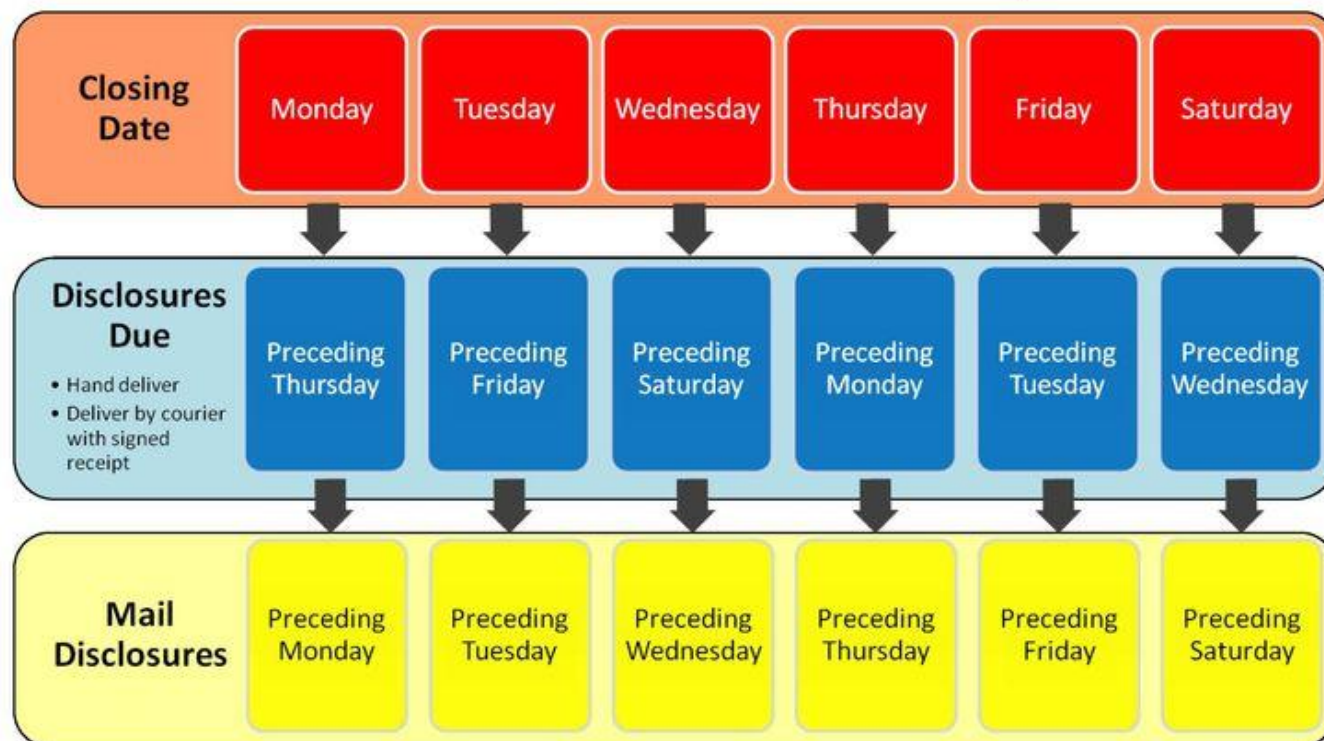 Closing
Date
Monday
Tuesday
Wednesday
Thursday
Friday
Saturday
Disclosures
Due
• Hand deliver
• Deliver by courier
with signed
receipt
Preceding
Thursday
Preceding
Friday
Preceding
Saturday
Preceding
Monday
Preceding
Tuesday
Preceding
Wednesday
Mail
Disclosures
Preceding
Monday
Preceding
Tuesday
Preceding
Wednesday
Preceding
Thursday
Preceding
Friday
Preceding
Saturday